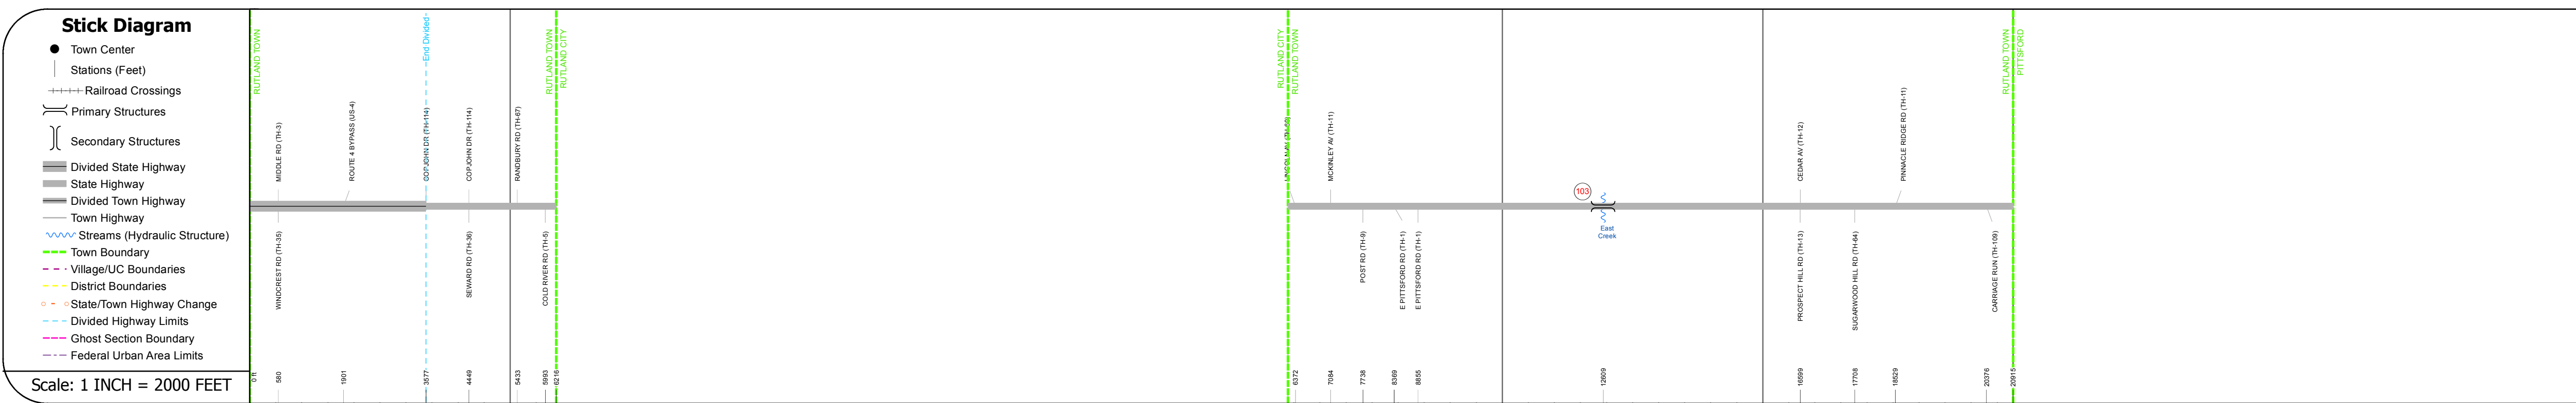 Stick Diagram
Town Center
Stations (Feet)
Railroad Crossings
Primary Structures
Secondary Structures
Divided State Highway
State Highway
Divided Town Highway
Town Highway
Streams (Hydraulic Structure)
Town Boundary
Village/UC Boundaries
District Boundaries
State/Town Highway Change
Divided Highway Limits
Ghost Section Boundary
Federal Urban Area Limits
Scale: 1 INCH = 2000 FEET
RUTLAND TOWN
End Divided
RUTLAND TOWN
RUTLAND CITY
RUTLAND CITY
RUTLAND TOWN
RUTLAND TOWN
PITTSFORD
MIDDLE RD (TH-3)
ROUTE 4 BYPASS (US-4)
COPJOHN DR (TH-114)
COPJOHN DR (TH-114)
RANDBURY RD (TH-67)
MCKINLEY AV (TH-11)
CEDAR AV (TH-12)
PINNACLE RIDGE RD (TH-11)
103
East
Creek
WINDCREST RD (TH-35)
SEWARD RD (TH-36)
COLD RIVER RD (TH-5)
POST RD (TH-9)
E PITTSFORD RD (TH-1)
E PITTSFORD RD (TH-1)
PROSPECT HILL RD (TH-13)
SUGARWOOD HILL RD (TH-64)
CARRIAGE RUN (TH-109)
0 ft
580
1901
3577
4449
5433
5993
6216
6372
7084
7738
8369
8855
12609
16599
17708
18529
20376
20915